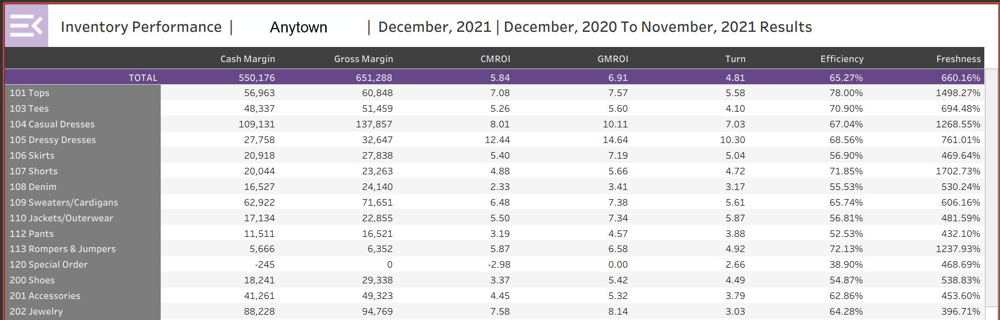 Inventory Performance | Anytown | December, 2021 | December, 2020 To November, 2021 Results
Cash Margin Gross Margin CMROI GMROI Turn Efficiency Freshness
TOTAL 550,176 651,288 5.84 6.91 4.81 65.27% 660.16%
101 Tops 56,963 60,848 7.08 7.57 5.58 78.00% 1498.27%
103 Tees 48,337 51,459 5.26 5.60 4.10 70.90% 694.48%
104 Casual Dresses 109,131 137,857 8.01 10.11 7.03 67.04% 1268.55%
105 Dressy Dresses 27,758 32,647 12.44 14.64 10.30 68.56% 761.01%
106 Skirts 20,918 27,838 5.40 7.19 5.04 56.90% 469.64%
107 Shorts 20,044 23,263 4.88 5.66 4.72 71.85% 1702.73%
108 Denim 16,527 24,140 2.33 3.41 3.17 55.53% 530.24%
109 Sweaters/Cardigans 62,922 71,651 6.48 7.38 5.61 65.74% 606.16%
110 Jackets/Outerwear 17,134 22,855 5.50 7.34 5.87 56.81% 481.59%
112 Pants 11,511 16,521 3.19 4.57 3.88 52.53% 432.10%
113 Rompers & Jumpers 5,666 6,352 5.87 6.58 4.92 72.13% 1237.93%
120 Special Order -245 0 -2.98 0.00 2.66 38.90% 468.69%
200 Shoes 18,241 29,338 3.37 5.42 4.49 54.87% 538.83%
201 Accessories 41,261 49,323 4.45 5.32 3.79 62.86% 453.60%
202 Jewelry 88,228 94,769 7.58 8.14 3.03 64.28% 396.71%